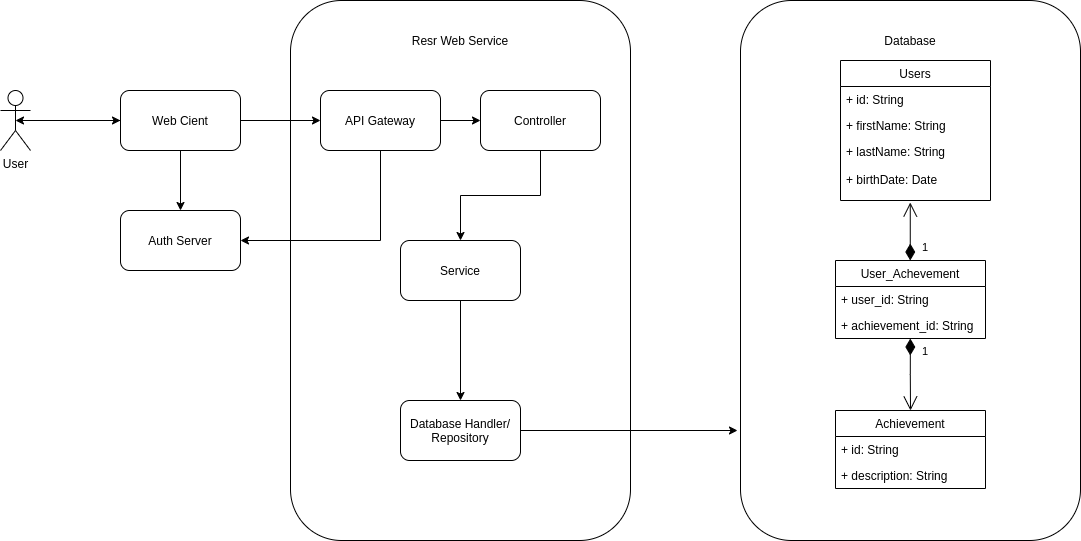 Resr Web Service
Database
User
Web Cient
Auth Server
API Gateway
Controller
Service
Database Handler/
Repository
Users
+ id: String
+ firstName: String
+ lastName: String
+ birthDate: Date
1
User_Achevement
+ user_id: String
+ achievement_id: String
1
Achievement
+ id: String
+ description: String